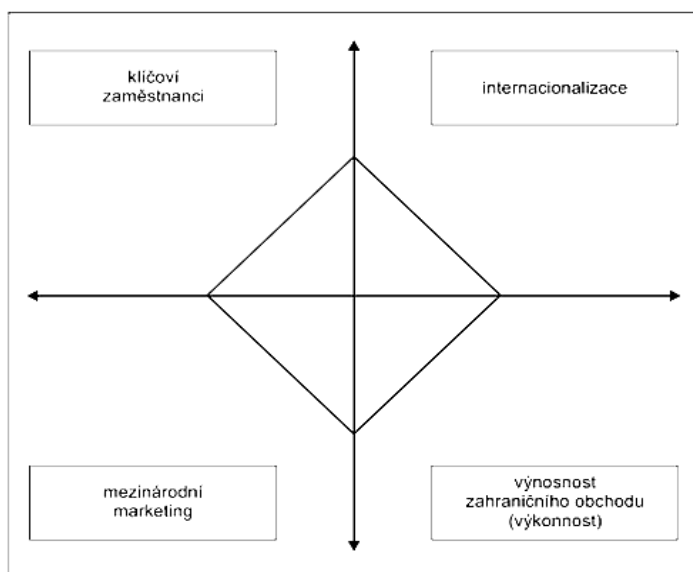 klíčoví
zaměstnanci
internacionalizace
mezinárodní
marketing
výnosnost
zahraničního obchodu
(výkonnost)